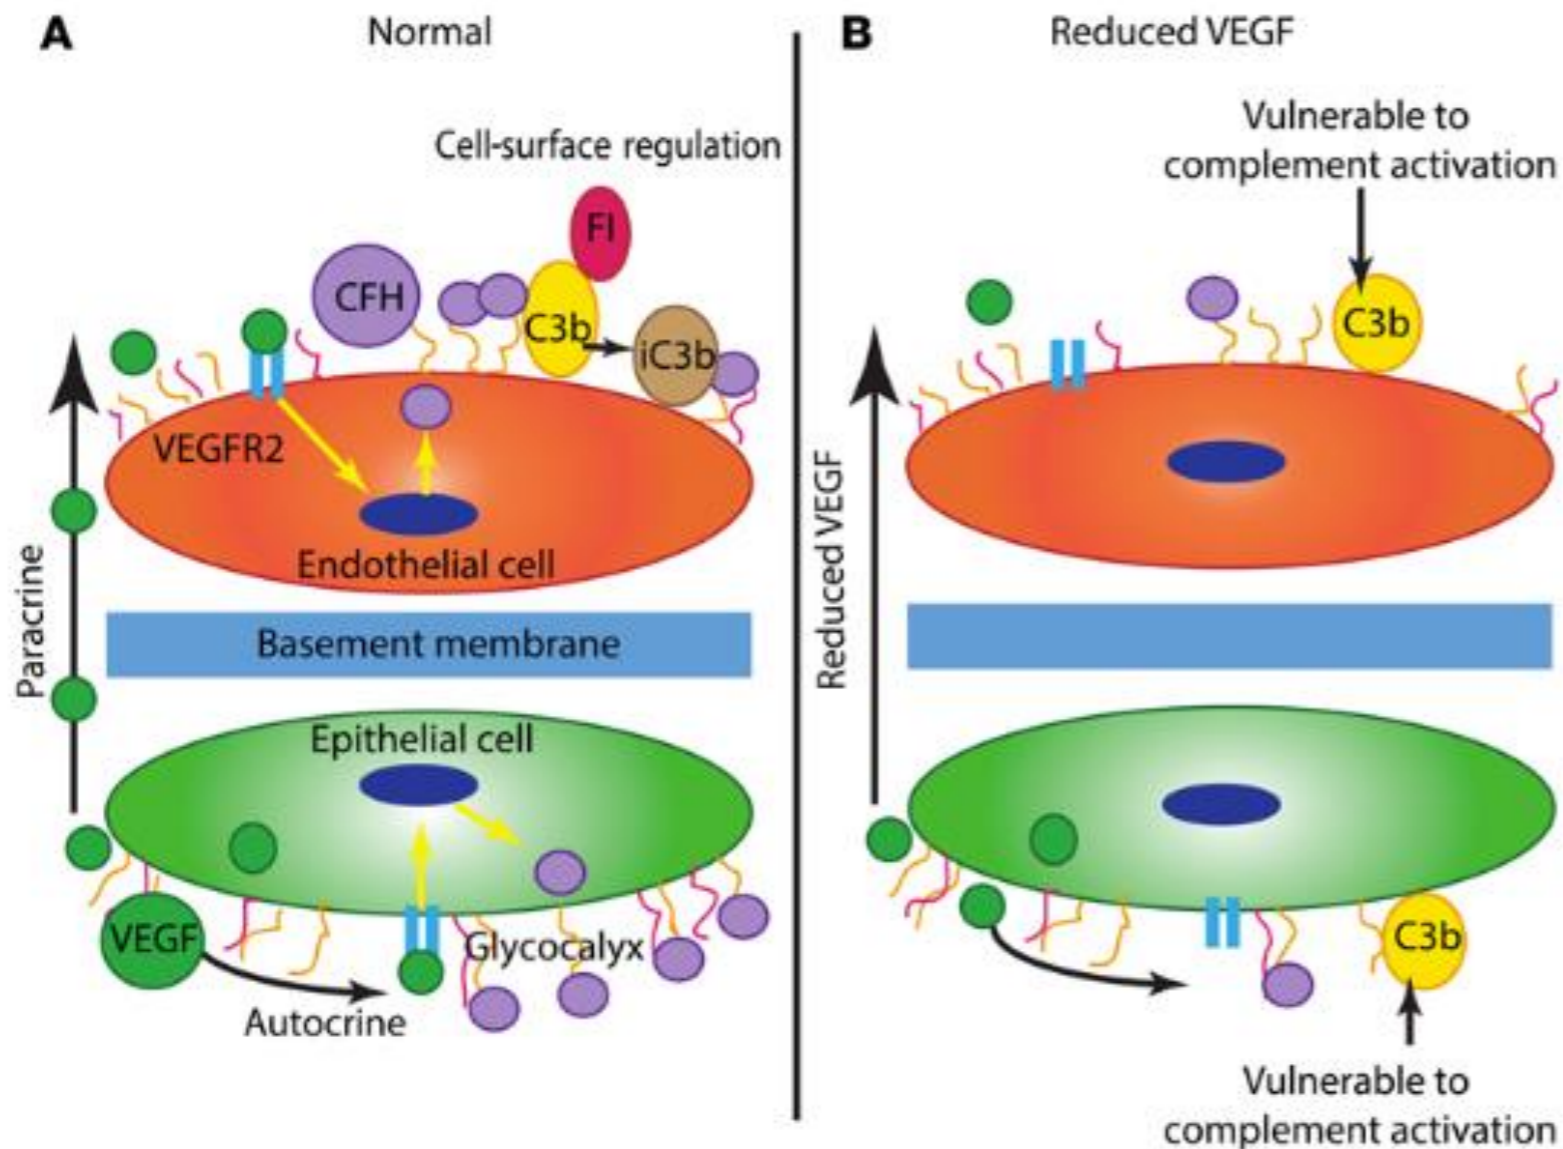 A
Normal
Cell-surface regulation
FI
CFH
C3b
iC3b
VEGFR2
Endothelial cell
Paracrine
Basement membrane
Epithelial cell
VEGF
Glycocalyx
Autocrine
B
Reduced VEGF
Vulnerable to
complement activation
C3b
Reduced VEGF
C3b
Vulnerable to
complement activation